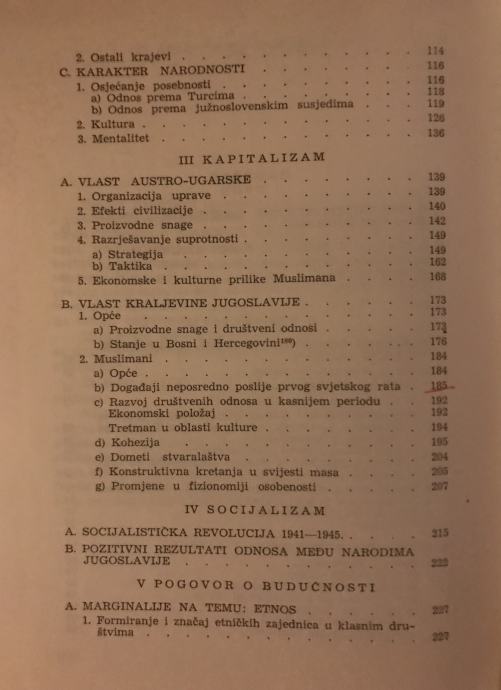 2. Ostali krajevi . . . . . . . . . . . 114
C. KARAKTER NARODNOSTI . . . . . . . . 116
1. Osjećanje posebnosti . . . . . . . . . 116
a) Odnos prema Turcima . . . . . . . . 118
b) Odnos prema južnoslovenskim susjedima . . . 119
2. Kultura . . . . . . . . . . . . . 126
3. Mentalitet . . . . . . . . . . . . 136
III KAPITALIZAM
A. VLAST AUSTRO-UGARSKE . . . . . . . . 139
1. Organizacija uprave . . . . . . . . . 139
2. Efekti civilizacije . . . . . . . . . . 140
3. Proizvodne snage . . . . . . . . . . 142
4. Razrješavanje suprotnosti . . . . . . . . 149
a) Strategija . . . . . . . . . . . 149
b) Taktika . . . . . . . . . . . . 162
5. Ekonomske i kulturne prilike Muslimana . . . . 168
B. VLAST KRALJEVINE JUGOSLAVIJE . . . . . . 173
1. Opće . . . . . . . . . . . . . 173
a) Proizvodne snage i društveni odnosi . . . . 173
b) Stanje u Bosni i Hercegovini¹⁸⁰) . . . . . 176
2. Muslimani . . . . . . . . . . . . 184
a) Opće . . . . . . . . . . . . 184
b) Događaji neposredno poslije prvog svjetskog rata . 185
c) Razvoj društvenih odnosa u kasnijem periodu . . 192
Ekonomski položaj . . . . . . . . . 192
Tretman u oblasti kulture . . . . . . . 194
d) Kohezija . . . . . . . . . . . 195
e) Dometi stvaralaštva . . . . . . . . 204
f) Konstruktivna kretanja u svijesti masa . . . 205
g) Promjene u fizionomiji osobenosti . . . . . 207
IV SOCIJALIZAM
A. SOCIJALISTIČKA REVOLUCIJA 1941—1945. . . . . 215
B. POZITIVNI REZULTATI ODNOSA MEĐU NARODIMA
JUGOSLAVIJE . . . . . . . . . . . . 222
V POGOVOR O BUDUĆNOSTI
A. MARGINALIJE NA TEMU: ETNOS . . . . . . 227
1. Formiranje i značaj etničkih zajednica u klasnim dru-
štvima . . . . . . . . . . . . . 227